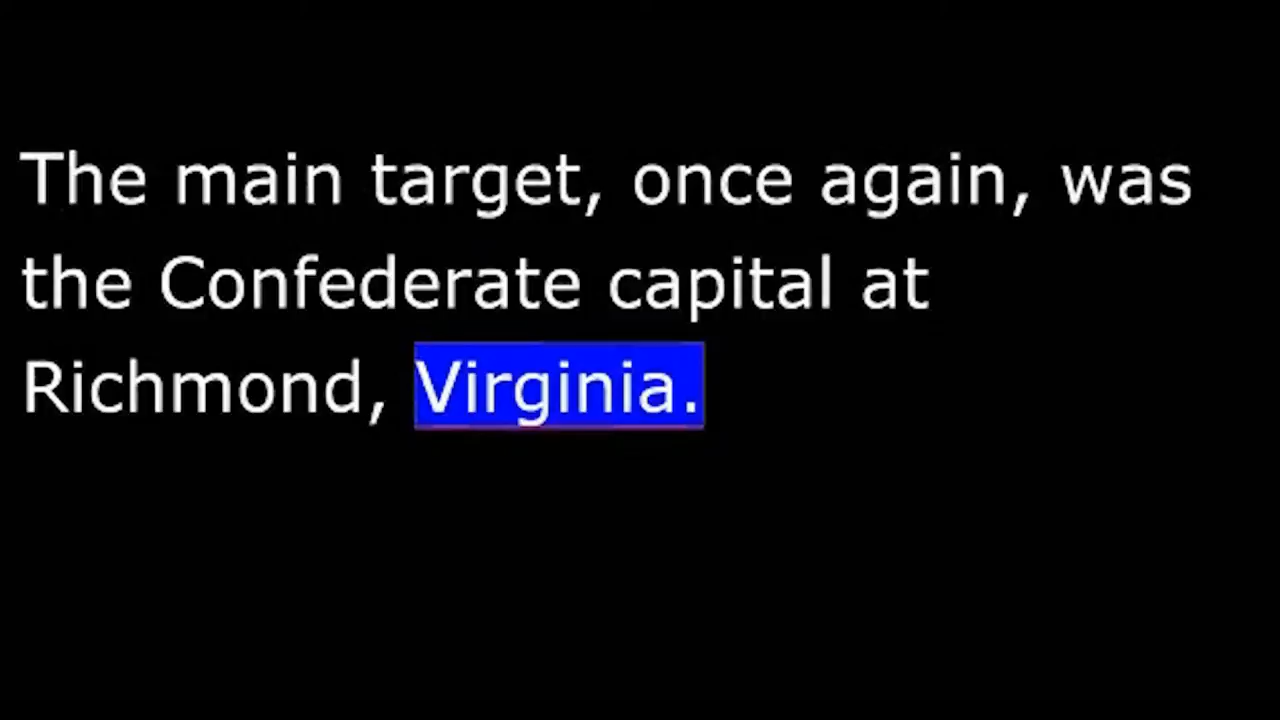 The main target, once again, was
the Confederate capital at
Richmond, Virginia.